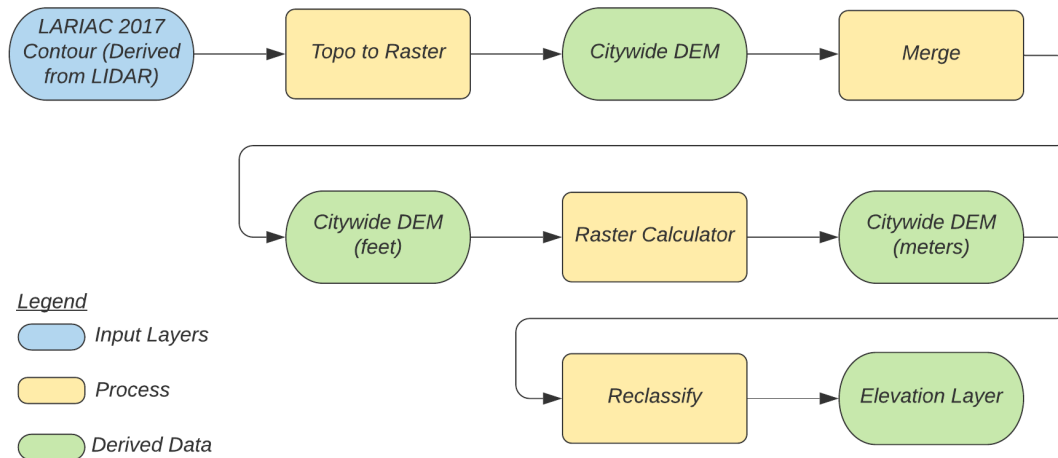 LARIAC 2017
Contour (Derived
from LIDAR)
Topo to Raster
Citywide DEM
Merge
Citywide DEM
(feet)
Raster Calculator
Citywide DEM
(meters)
Legend
Input Layers
Process
Derived Data
Reclassify
Elevation Layer